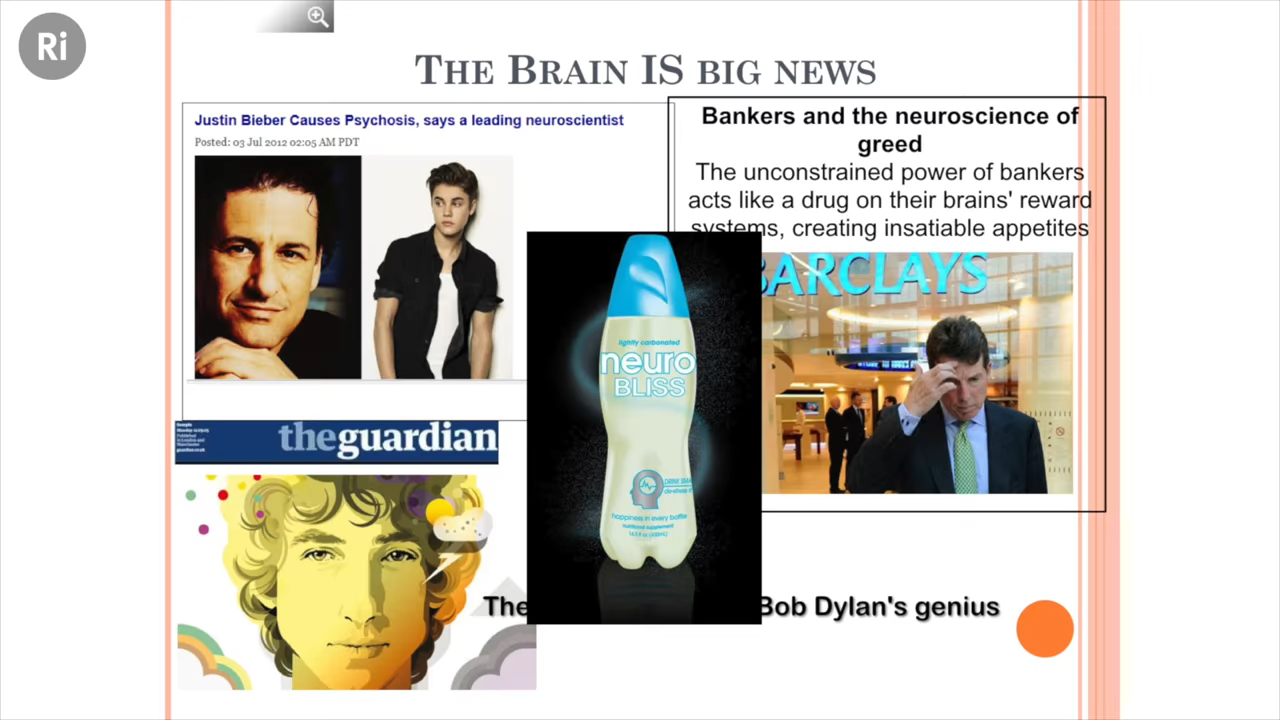 Ri
THE BRAIN IS BIG NEWS
Justin Bieber Causes Psychosis, says a leading neuroscientist
Posted: 03 Jul 2012 02:05 AM PDT
Bankers and the neuroscience of
greed
The unconstrained power of bankers
acts like a drug on their brains' reward
systems, creating insatiable appetites
BARCLAYS
lightly carbonated
neuro
BLISS
happiness in every bottle
nutritional supplement
theguardian
The
Bob Dylan's genius